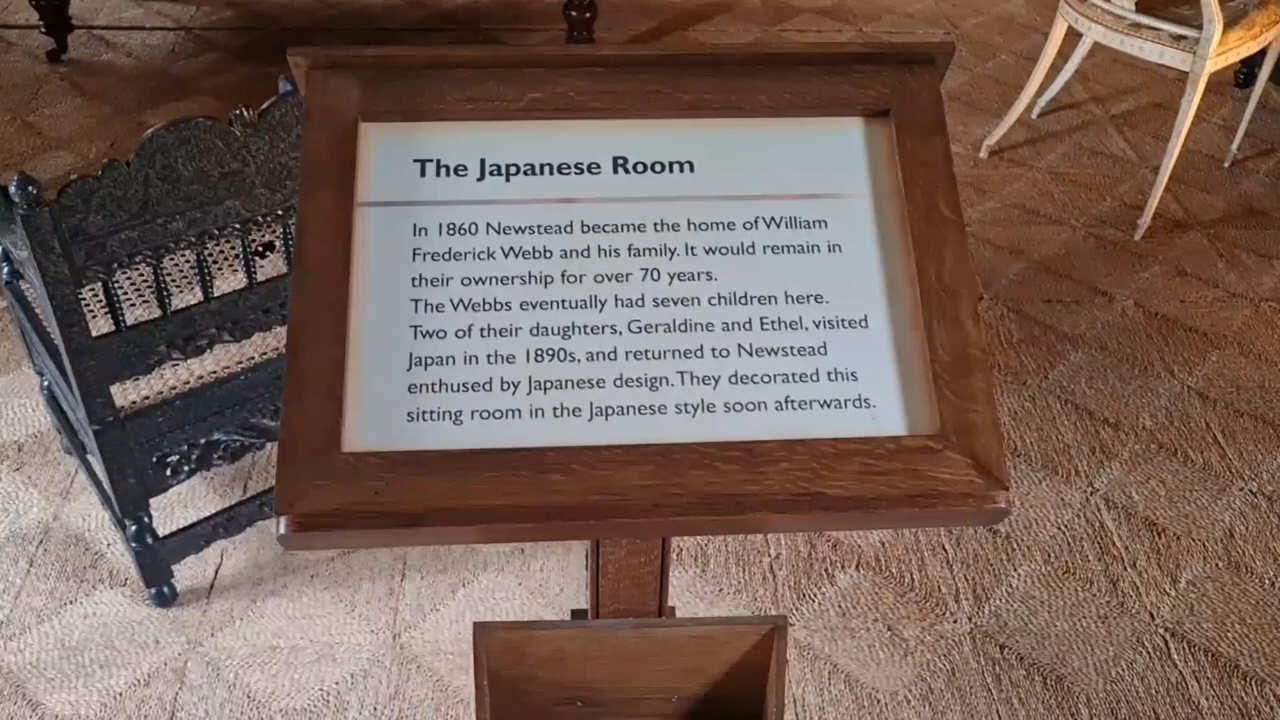 The Japanese Room
In 1860 Newstead became the home of William
Frederick Webb and his family. It would remain in
their ownership for over 70 years.
The Webbs eventually had seven children here.
Two of their daughters, Geraldine and Ethel, visited
Japan in the 1890s, and returned to Newstead
enthused by Japanese design. They decorated this
sitting room in the Japanese style soon afterwards.